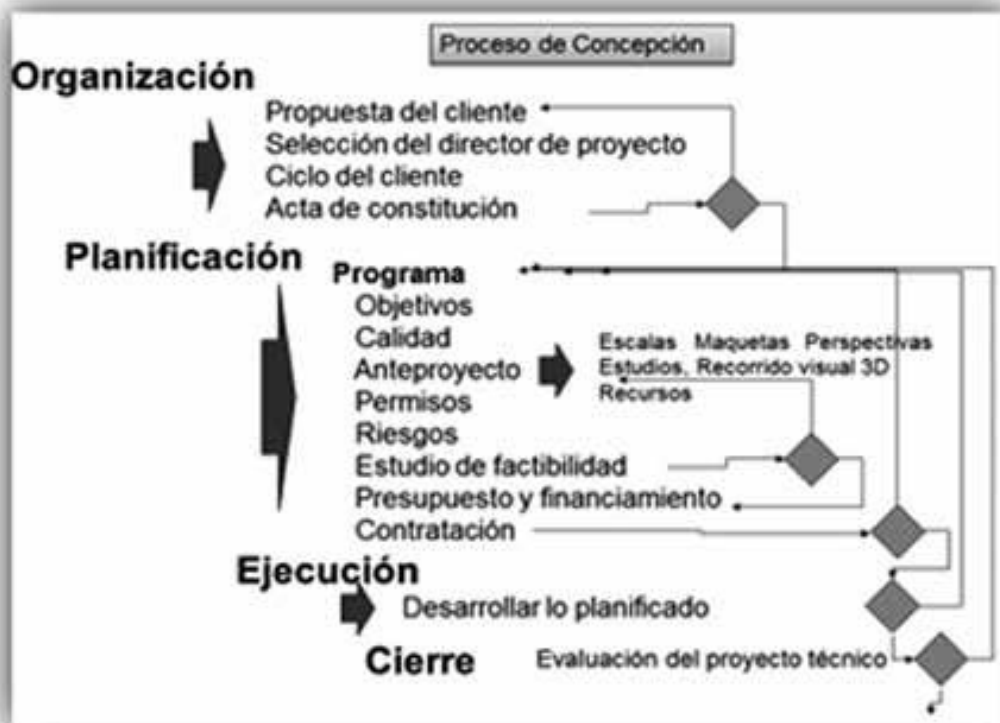 Proceso de Concepción
Organización
Propuesta del cliente
Selección del director de proyecto
Ciclo del cliente
Acta de constitución
Planificación
Programa
Objetivos
Calidad
Anteproyecto
Escalas Maquetas Perspectivas
Estudios, Recorrido visual 3D
Recursos
Permisos
Riesgos
Estudio de factibilidad
Presupuesto y financiamiento
Contratación
Ejecución
Desarrollar lo planificado
Cierre
Evaluación del proyecto técnico